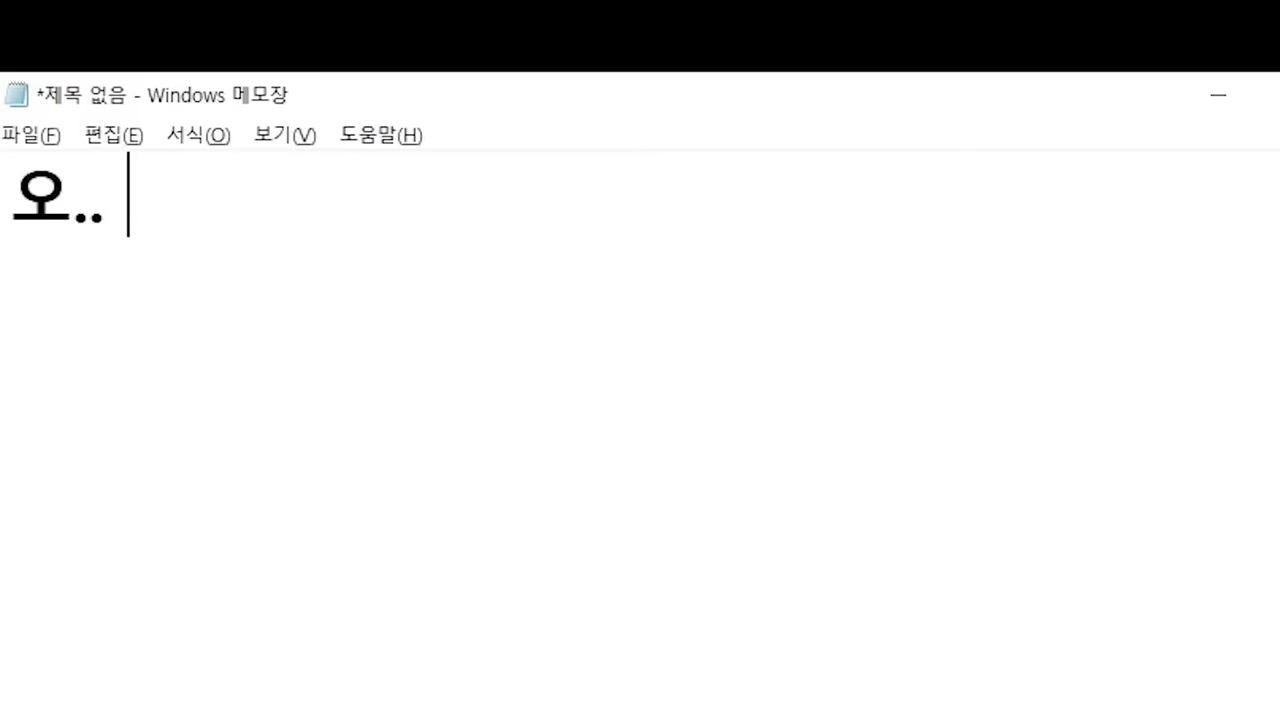 *제목 없음 - Windows 메모장
파일(F) 편집(E) 서식(O) 보기(V) 도움말(H)
오..